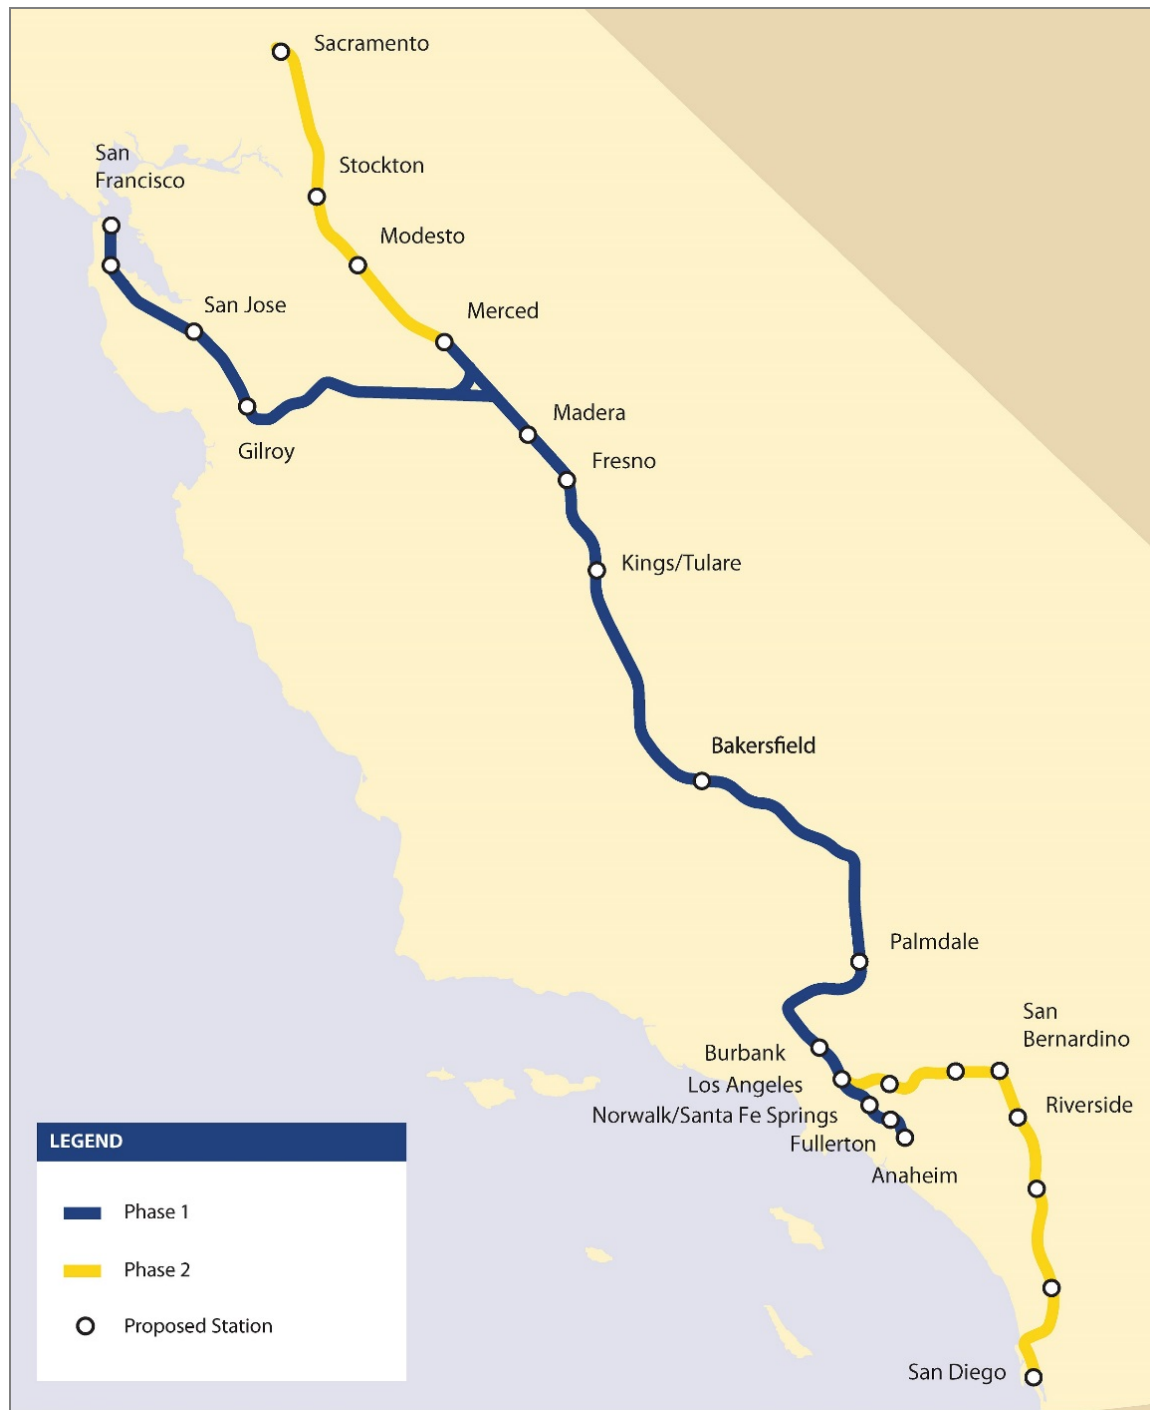 Sacramento
San
Francisco
Stockton
Modesto
San Jose
Merced
Gilroy
Madera
Fresno
Kings/Tulare
Bakersfield
Palmdale
San
Bernardino
Burbank
Los Angeles
Riverside
Norwalk/Santa Fe Springs
Fullerton
Anaheim
San Diego
LEGEND
Phase 1
Phase 2
Proposed Station